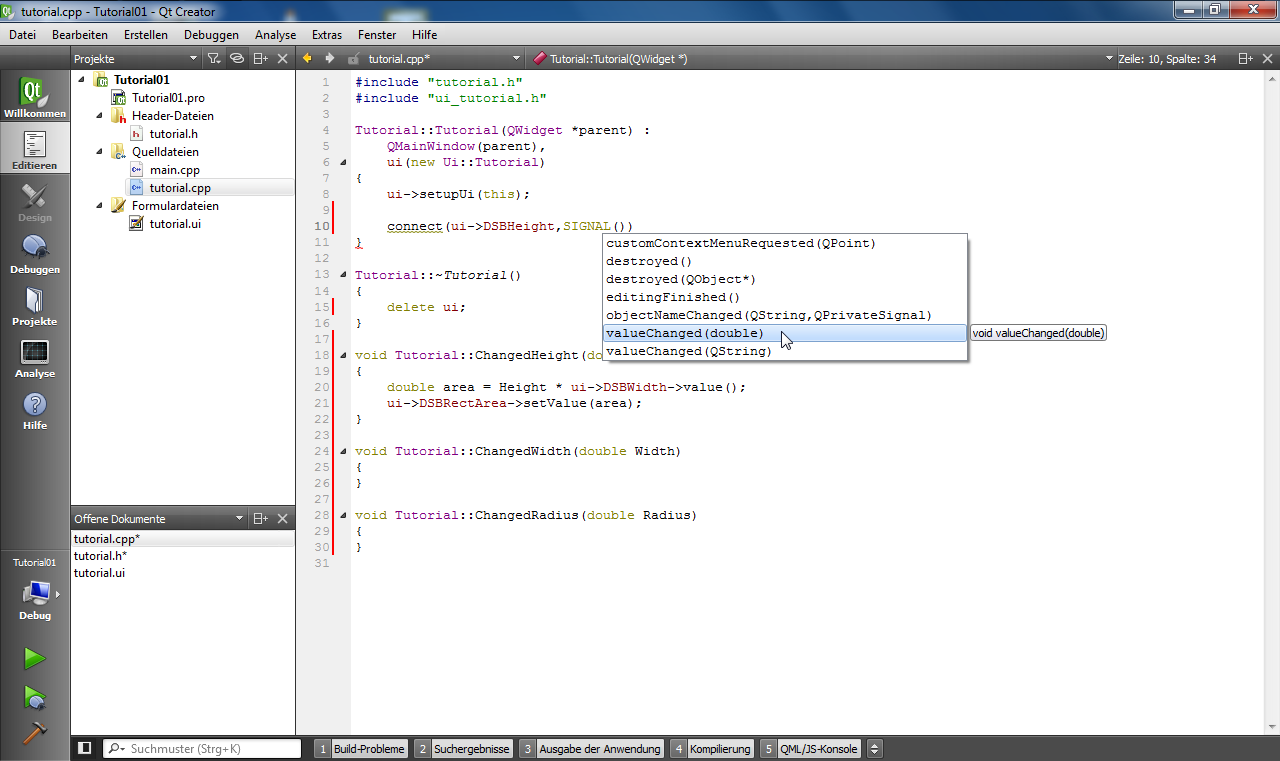 tutorial.cpp - Tutorial01 - Qt Creator
Datei Bearbeiten Erstellen Debuggen Analyse Extras Fenster Hilfe
Projekte
tutorial.cpp*
Tutorial::Tutorial(QWidget *)
Zeile: 10, Spalte: 34
Qt
Willkommen
Editieren
Design
Debuggen
Projekte
Analyse
Hilfe
Tutorial01
Debug
Tutorial01
Tutorial01.pro
Header-Dateien
tutorial.h
Quelldateien
main.cpp
tutorial.cpp
Formulardateien
tutorial.ui
Offene Dokumente
tutorial.cpp*
tutorial.h*
tutorial.ui
1 #include "tutorial.h"
2 #include "ui_tutorial.h"
3
4 Tutorial::Tutorial(QWidget *parent) :
5 QMainWindow(parent),
6 ui(new Ui::Tutorial)
7 {
8 ui->setupUi(this);
9
10 connect(ui->DSBHeight,SIGNAL())
11 }
12
13 Tutorial::~Tutorial()
14 {
15 delete ui;
16 }
17
18 void Tutorial::ChangedHeight(do
19 {
20 double area = Height * ui->DSBWidth->value();
21 ui->DSBRectArea->setValue(area);
22 }
23
24 void Tutorial::ChangedWidth(double Width)
25 {
26 }
27
28 void Tutorial::ChangedRadius(double Radius)
29 {
30 }
31
customContextMenuRequested(QPoint)
destroyed()
destroyed(QObject*)
editingFinished()
objectNameChanged(QString,QPrivateSignal)
valueChanged(double)
valueChanged(QString)
void valueChanged(double)
Suchmuster (Strg+K)
1 Build-Probleme
2 Suchergebnisse
3 Ausgabe der Anwendung
4 Kompilierung
5 QML/JS-Konsole